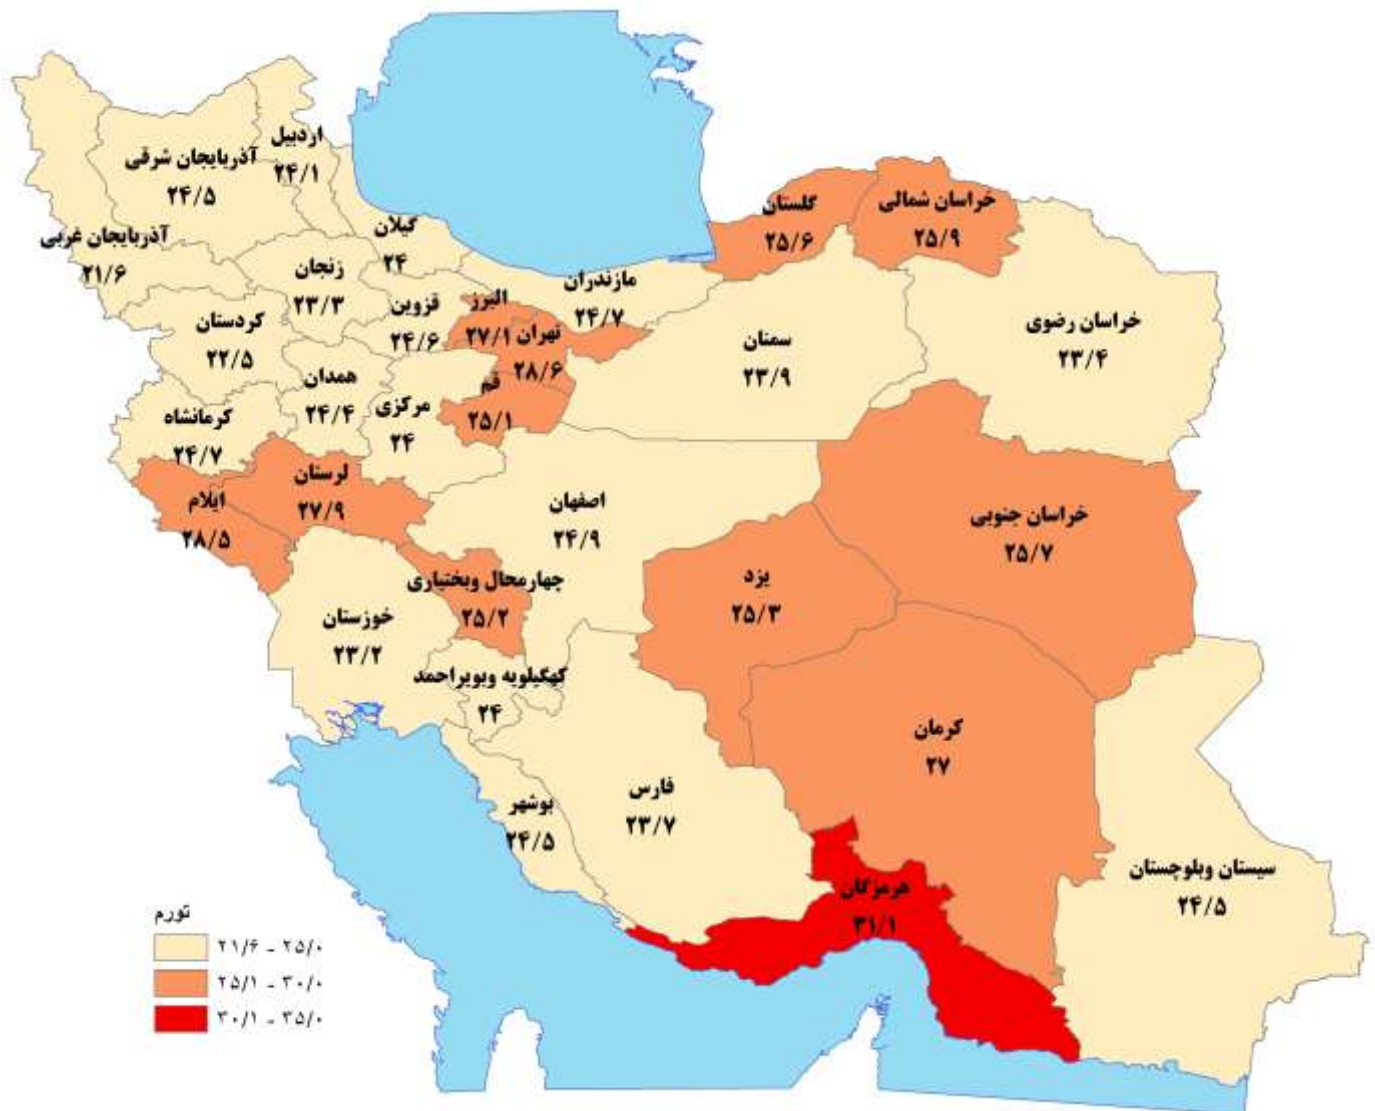 اردبیل
۲۴/۱
آذربایجان شرقی
۲۴/۵
آذربایجان غربی
۲۱/۶
گیلان
۲۴
زنجان
۲۳/۳
کردستان
۲۲/۵
قزوین
۲۴/۶
البرز
۲۷/۱
تهران
۲۸/۶
مازندران
۲۴/۷
گلستان
۲۵/۶
خراسان شمالی
۲۵/۹
خراسان رضوی
۲۳/۴
سمنان
۲۳/۹
همدان
۲۴/۴
مرکزی
۲۴
قم
۲۵/۱
کرمانشاه
۲۴/۷
لرستان
۲۷/۹
ایلام
۲۸/۵
اصفهان
۲۴/۹
خراسان جنوبی
۲۵/۷
یزد
۲۵/۳
چهارمحال وبختیاری
۲۵/۲
خوزستان
۲۳/۲
کهگیلویه وبویراحمد
۲۴
کرمان
۲۷
فارس
۲۳/۷
بوشهر
۲۴/۵
هرمزگان
۳۱/۱
سیستان وبلوچستان
۲۴/۵
تورم
۲۱/۶ - ۲۵/۰
۲۵/۱ - ۳۰/۰
۳۰/۱ - ۳۵/۰